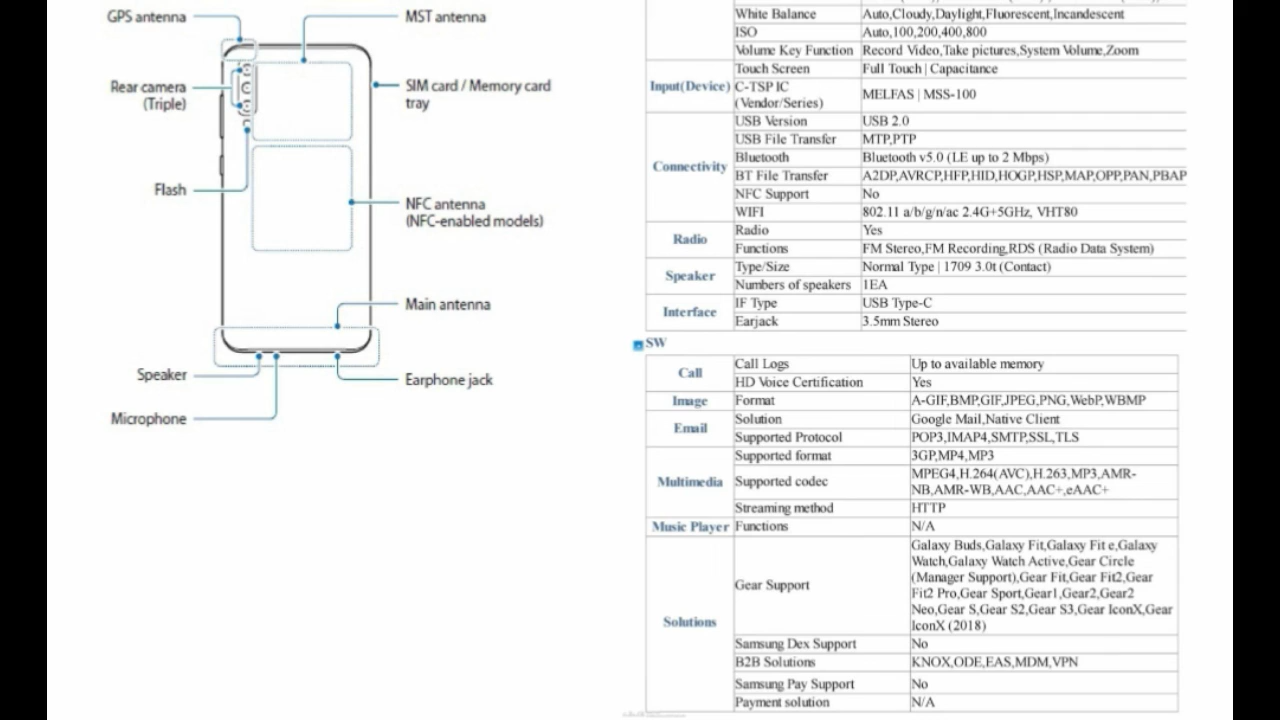 GPS antenna
MST antenna
Rear camera
(Triple)
SIM card / Memory card
tray
Flash
NFC antenna
(NFC-enabled models)
Main antenna
Speaker
Earphone jack
Microphone
White Balance Auto,Cloudy,Daylight,Fluorescent,Incandescent
ISO Auto,100,200,400,800
Volume Key Function Record Video,Take pictures,System Volume,Zoom
Input(Device)
Touch Screen Full Touch | Capacitance
C-TSP IC
(Vendor/Series) MELFAS | MSS-100
Connectivity
USB Version USB 2.0
USB File Transfer MTP,PTP
Bluetooth Bluetooth v5.0 (LE up to 2 Mbps)
BT File Transfer A2DP,AVRCP,HFP,HID,HOGP,HSP,MAP,OPP,PAN,PBAP
NFC Support No
WIFI 802.11 a/b/g/n/ac 2.4G+5GHz, VHT80
Radio
Radio Yes
Functions FM Stereo,FM Recording,RDS (Radio Data System)
Speaker
Type/Size Normal Type | 1709 3.0t (Contact)
Numbers of speakers 1EA
Interface
IF Type USB Type-C
Earjack 3.5mm Stereo
SW
Call
Call Logs Up to available memory
HD Voice Certification Yes
Image Format A-GIF,BMP,GIF,JPEG,PNG,WebP,WBMP
Email
Solution Google Mail,Native Client
Supported Protocol POP3,IMAP4,SMTP,SSL,TLS
Multimedia
Supported format 3GP,MP4,MP3
Supported codec MPEG4,H.264(AVC),H.263,MP3,AMR-
NB,AMR-WB,AAC,AAC+,eAAC+
Streaming method HTTP
Music Player Functions N/A
Solutions
Gear Support Galaxy Buds,Galaxy Fit,Galaxy Fit e,Galaxy
Watch,Galaxy Watch Active,Gear Circle
(Manager Support),Gear Fit,Gear Fit2,Gear
Fit2 Pro,Gear Sport,Gear1,Gear2,Gear2
Neo,Gear S,Gear S2,Gear S3,Gear IconX,Gear
IconX (2018)
Samsung Dex Support No
B2B Solutions KNOX,ODE,EAS,MDM,VPN
Samsung Pay Support No
Payment solution N/A